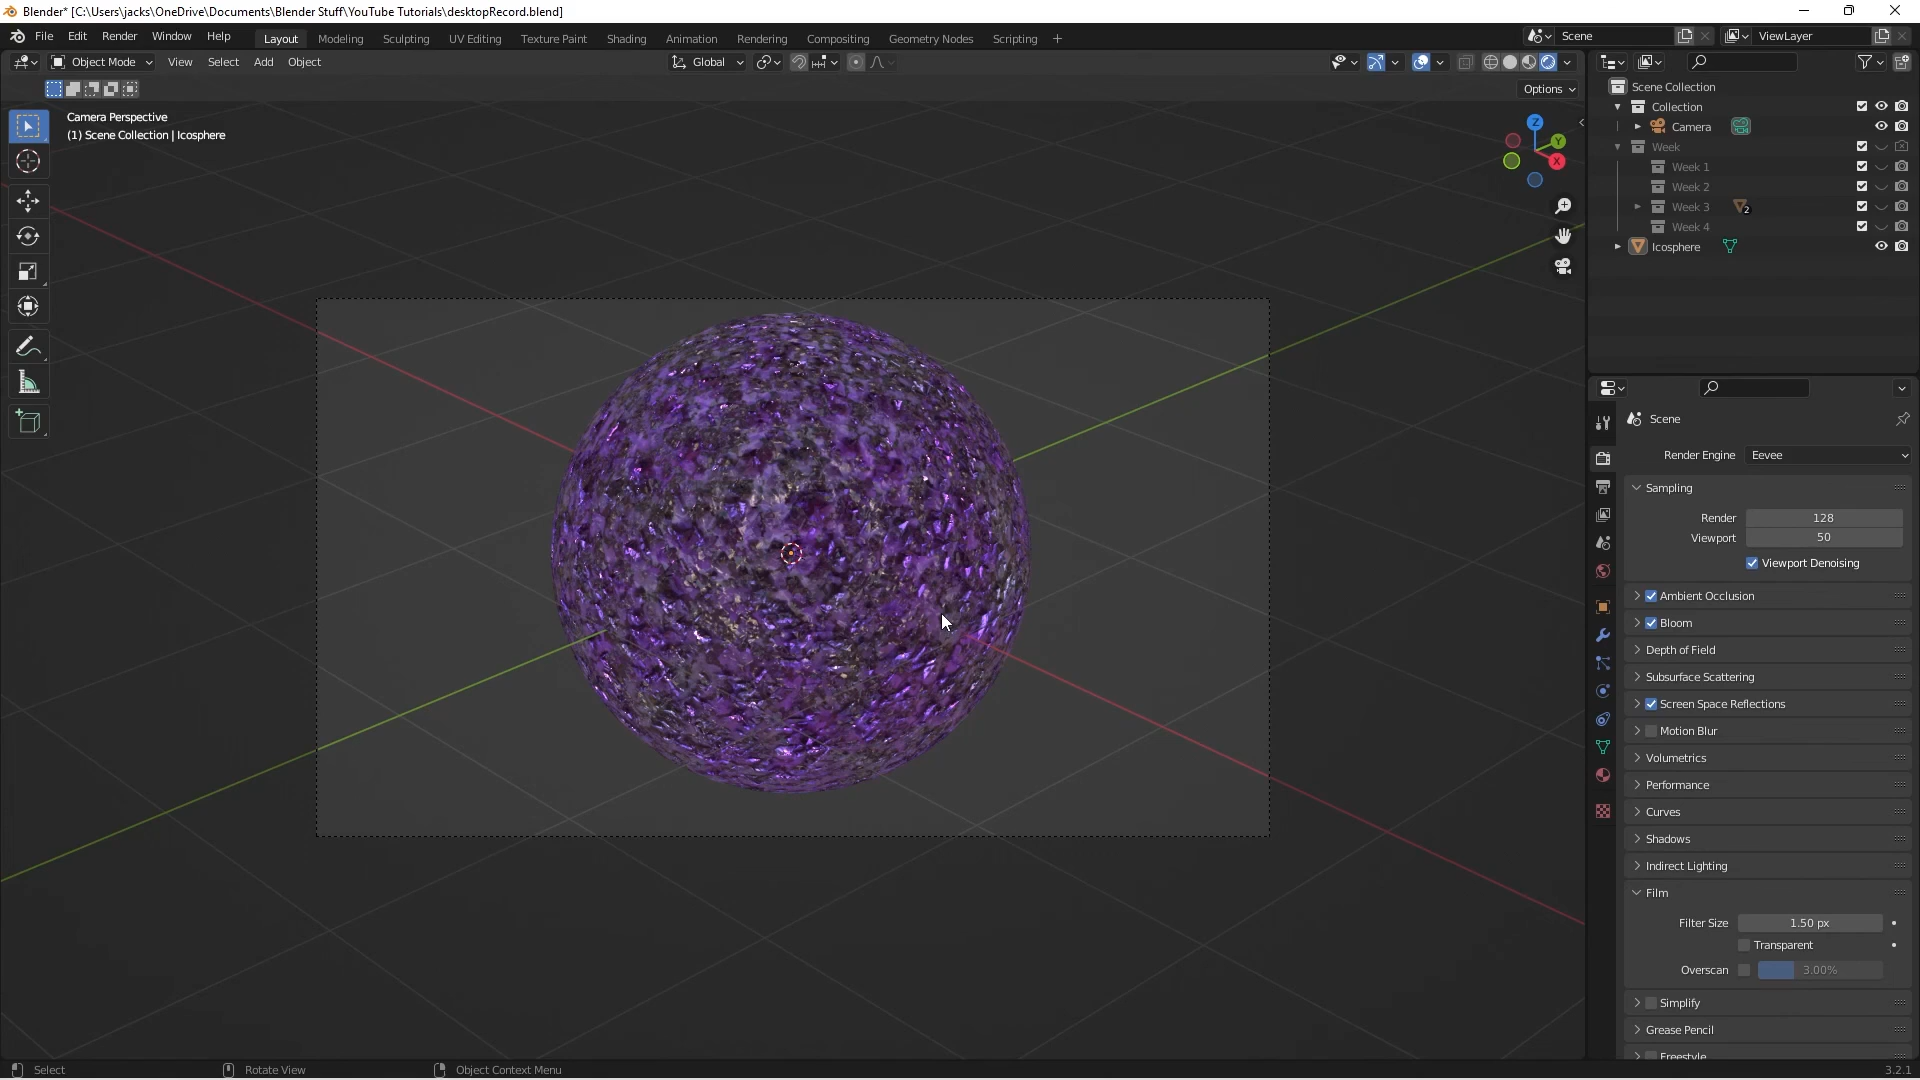 Blender* [C:\Users\jacks\OneDrive\Documents\Blender Stuff\YouTube Tutorials\desktopRecord.blend]
File Edit Render Window Help Layout Modeling Sculpting UV Editing Texture Paint Shading Animation Rendering Compositing Geometry Nodes Scripting + Scene ViewLayer
Object Mode View Select Add Object Global
Options
Camera Perspective
(1) Scene Collection | Icosphere
Z
Y
X
Scene Collection
Collection
Camera
Week
Week 1
Week 2
Week 3 2
Week 4
Icosphere
Scene
Render Engine Eevee
Sampling
Render 128
Viewport 50
Viewport Denoising
Ambient Occlusion
Bloom
Depth of Field
Subsurface Scattering
Screen Space Reflections
Motion Blur
Volumetrics
Performance
Curves
Shadows
Indirect Lighting
Film
Filter Size 1.50 px
Transparent
Overscan 3.00%
Simplify
Grease Pencil
Freestyle
Select Rotate View Object Context Menu 3.2.1